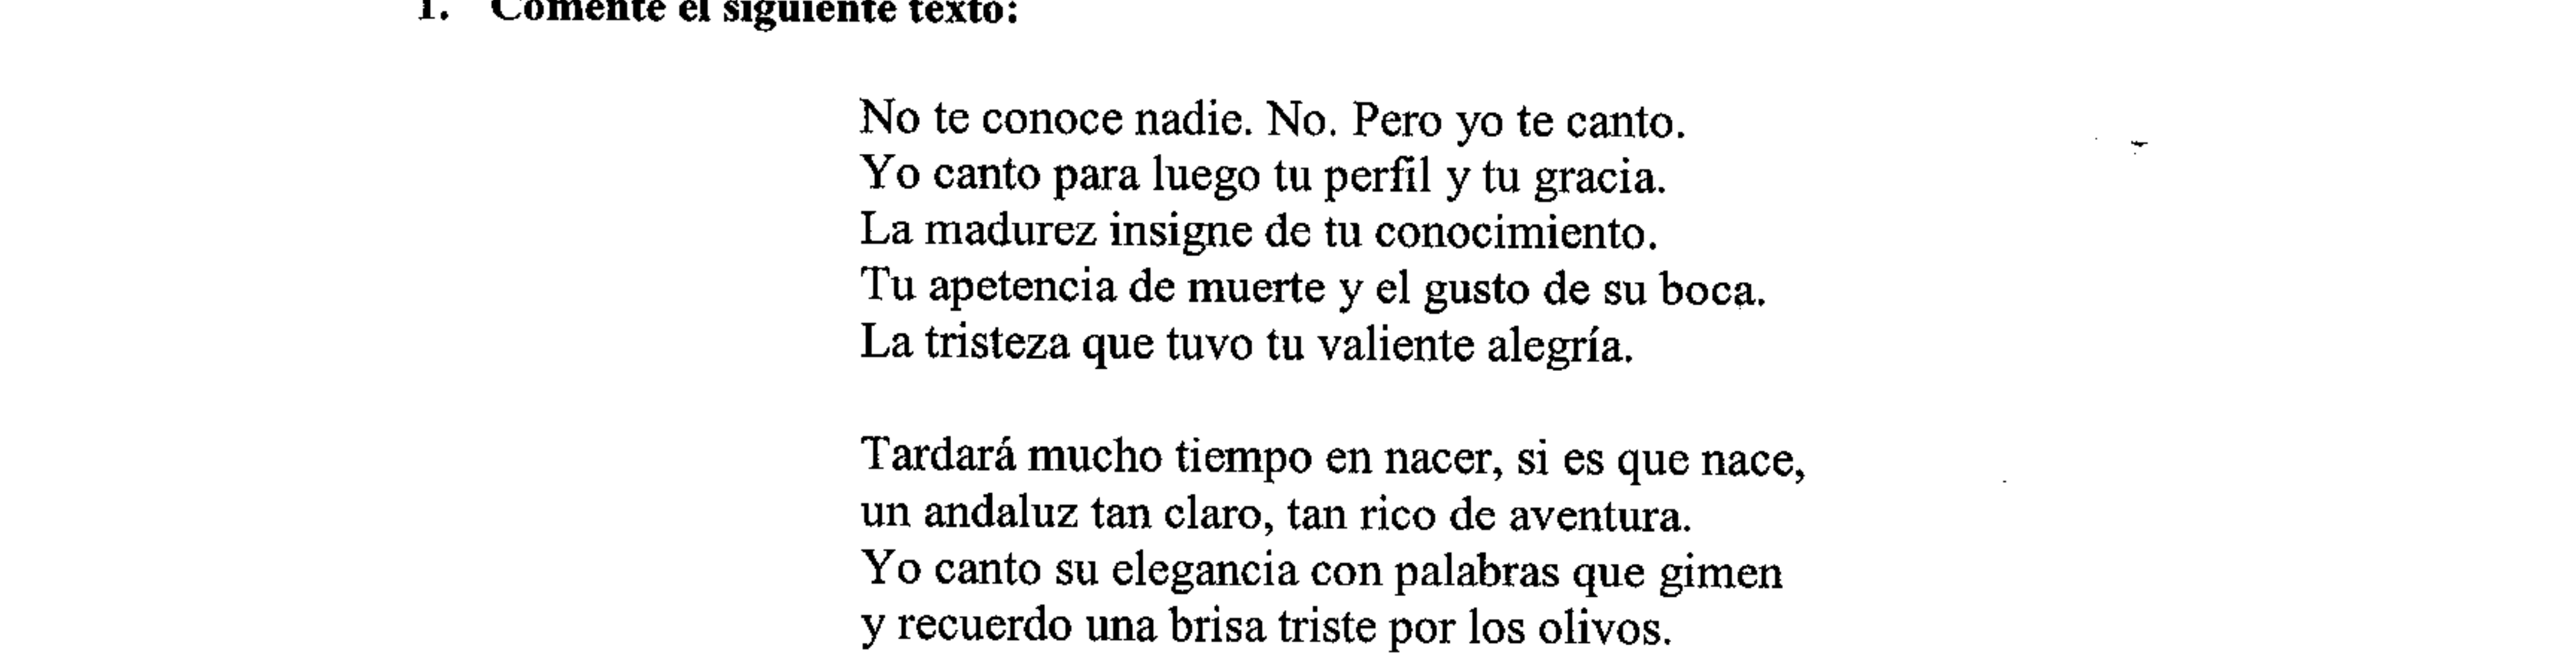 1. Comente el siguiente texto:
No te conoce nadie. No. Pero yo te canto.
Yo canto para luego tu perfil y tu gracia.
La madurez insigne de tu conocimiento.
Tu apetencia de muerte y el gusto de su boca.
La tristeza que tuvo tu valiente alegría.
Tardará mucho tiempo en nacer, si es que nace,
un andaluz tan claro, tan rico de aventura.
Yo canto su elegancia con palabras que gimen
y recuerdo una brisa triste por los olivos.